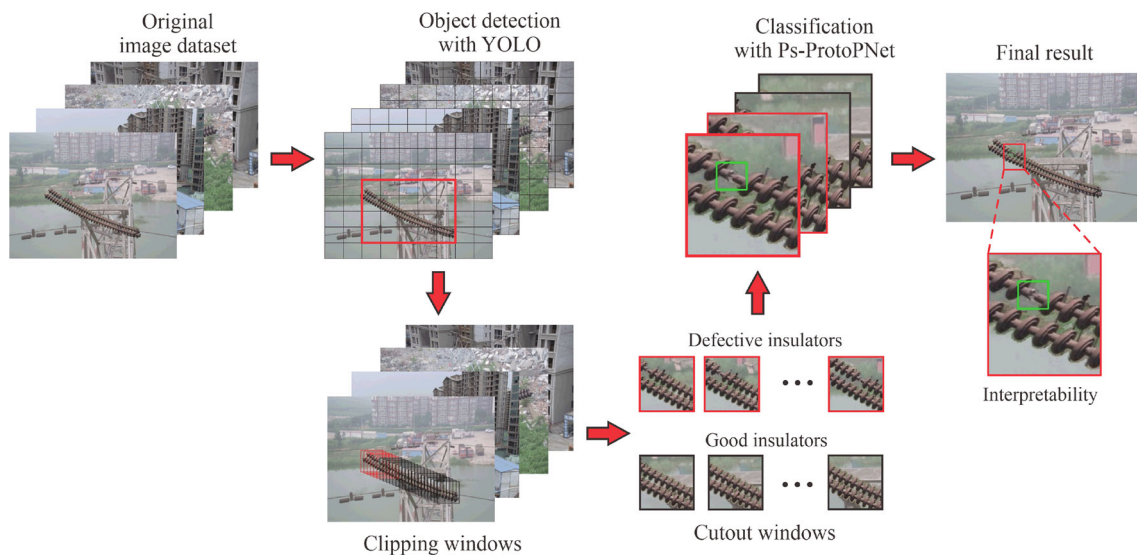 Original
image dataset
Object detection
with YOLO
Clipping windows
Defective insulators
Good insulators
Cutout windows
Classification
with Ps-ProtoPNet
Final result
Interpretability